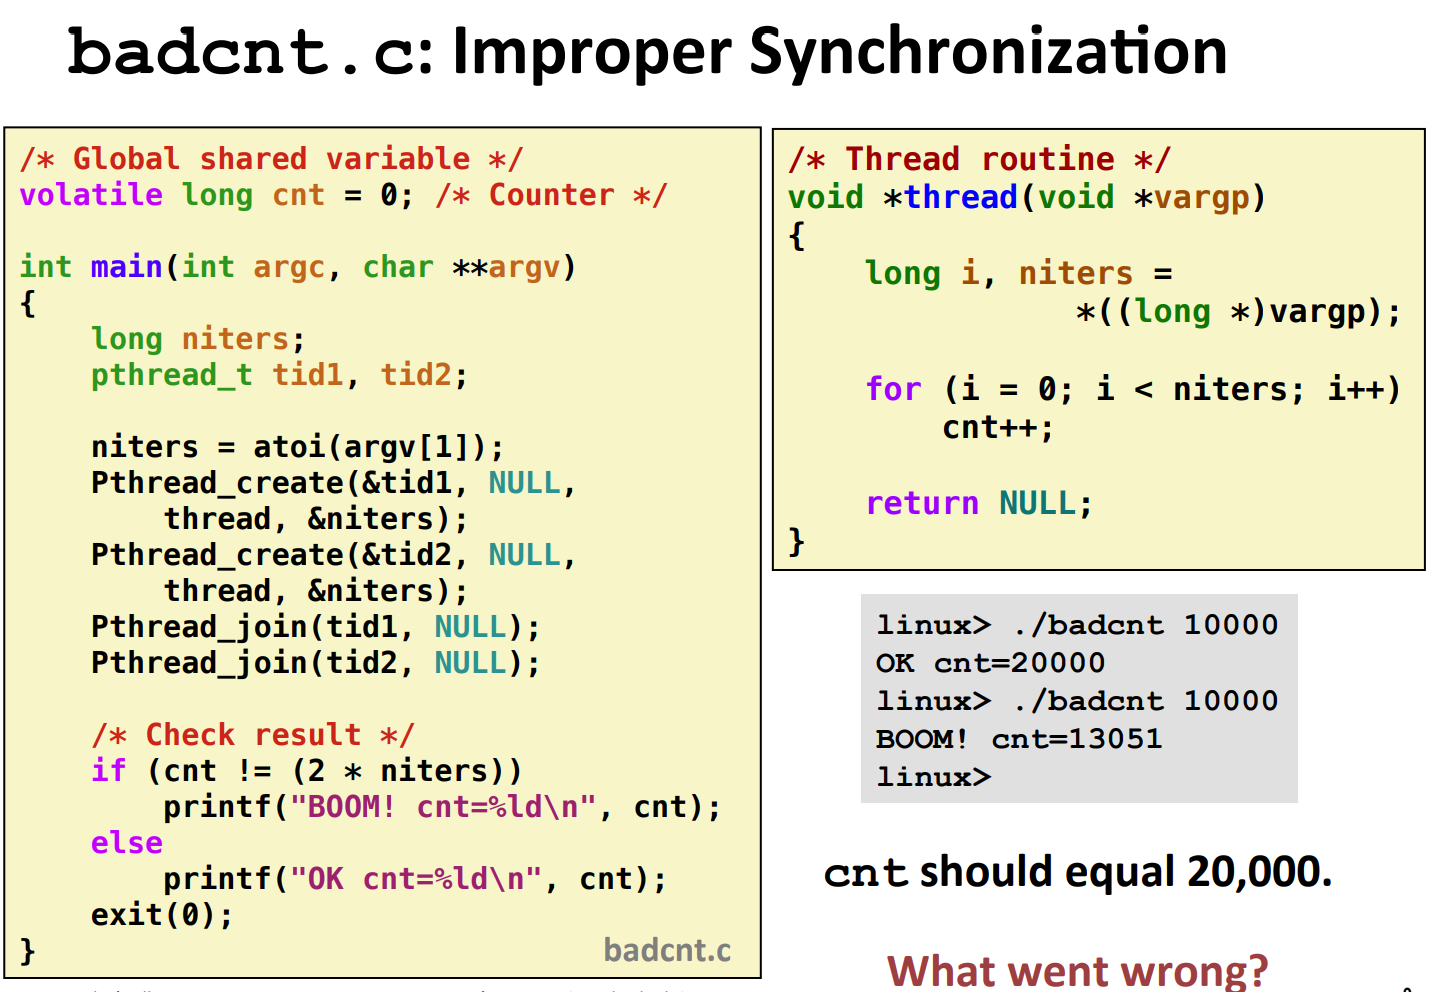 badcnt.c: Improper Synchronization
/* Global shared variable */
volatile long cnt = 0; /* Counter */
int main(int argc, char **argv)
{
    long niters;
    pthread_t tid1, tid2;
    niters = atoi(argv[1]);
    Pthread_create(&tid1, NULL,
        thread, &niters);
    Pthread_create(&tid2, NULL,
        thread, &niters);
    Pthread_join(tid1, NULL);
    Pthread_join(tid2, NULL);
    /* Check result */
    if (cnt != (2 * niters))
        printf("BOOM! cnt=%ld\n", cnt);
    else
        printf("OK cnt=%ld\n", cnt);
    exit(0);
}
badcnt.c
/* Thread routine */
void *thread(void *vargp)
{
    long i, niters =
               *((long *)vargp);
    for (i = 0; i < niters; i++)
        cnt++;
    return NULL;
}
linux> ./badcnt 10000
OK cnt=20000
linux> ./badcnt 10000
BOOM! cnt=13051
linux>
cnt should equal 20,000.
What went wrong?